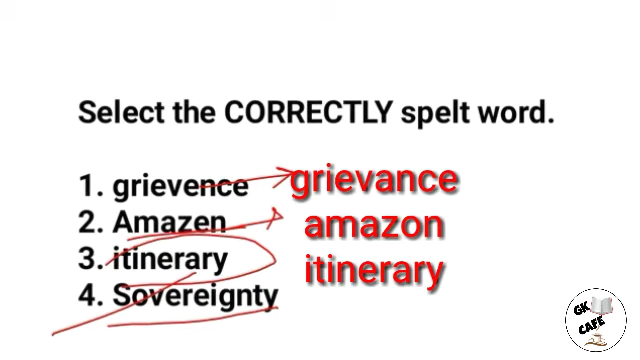 Select the CORRECTLY spelt word.
1. grievence
grievance
2. Amazen
amazon
3. itinerary
itinerary
4. Sovereignty
GK
CAFE